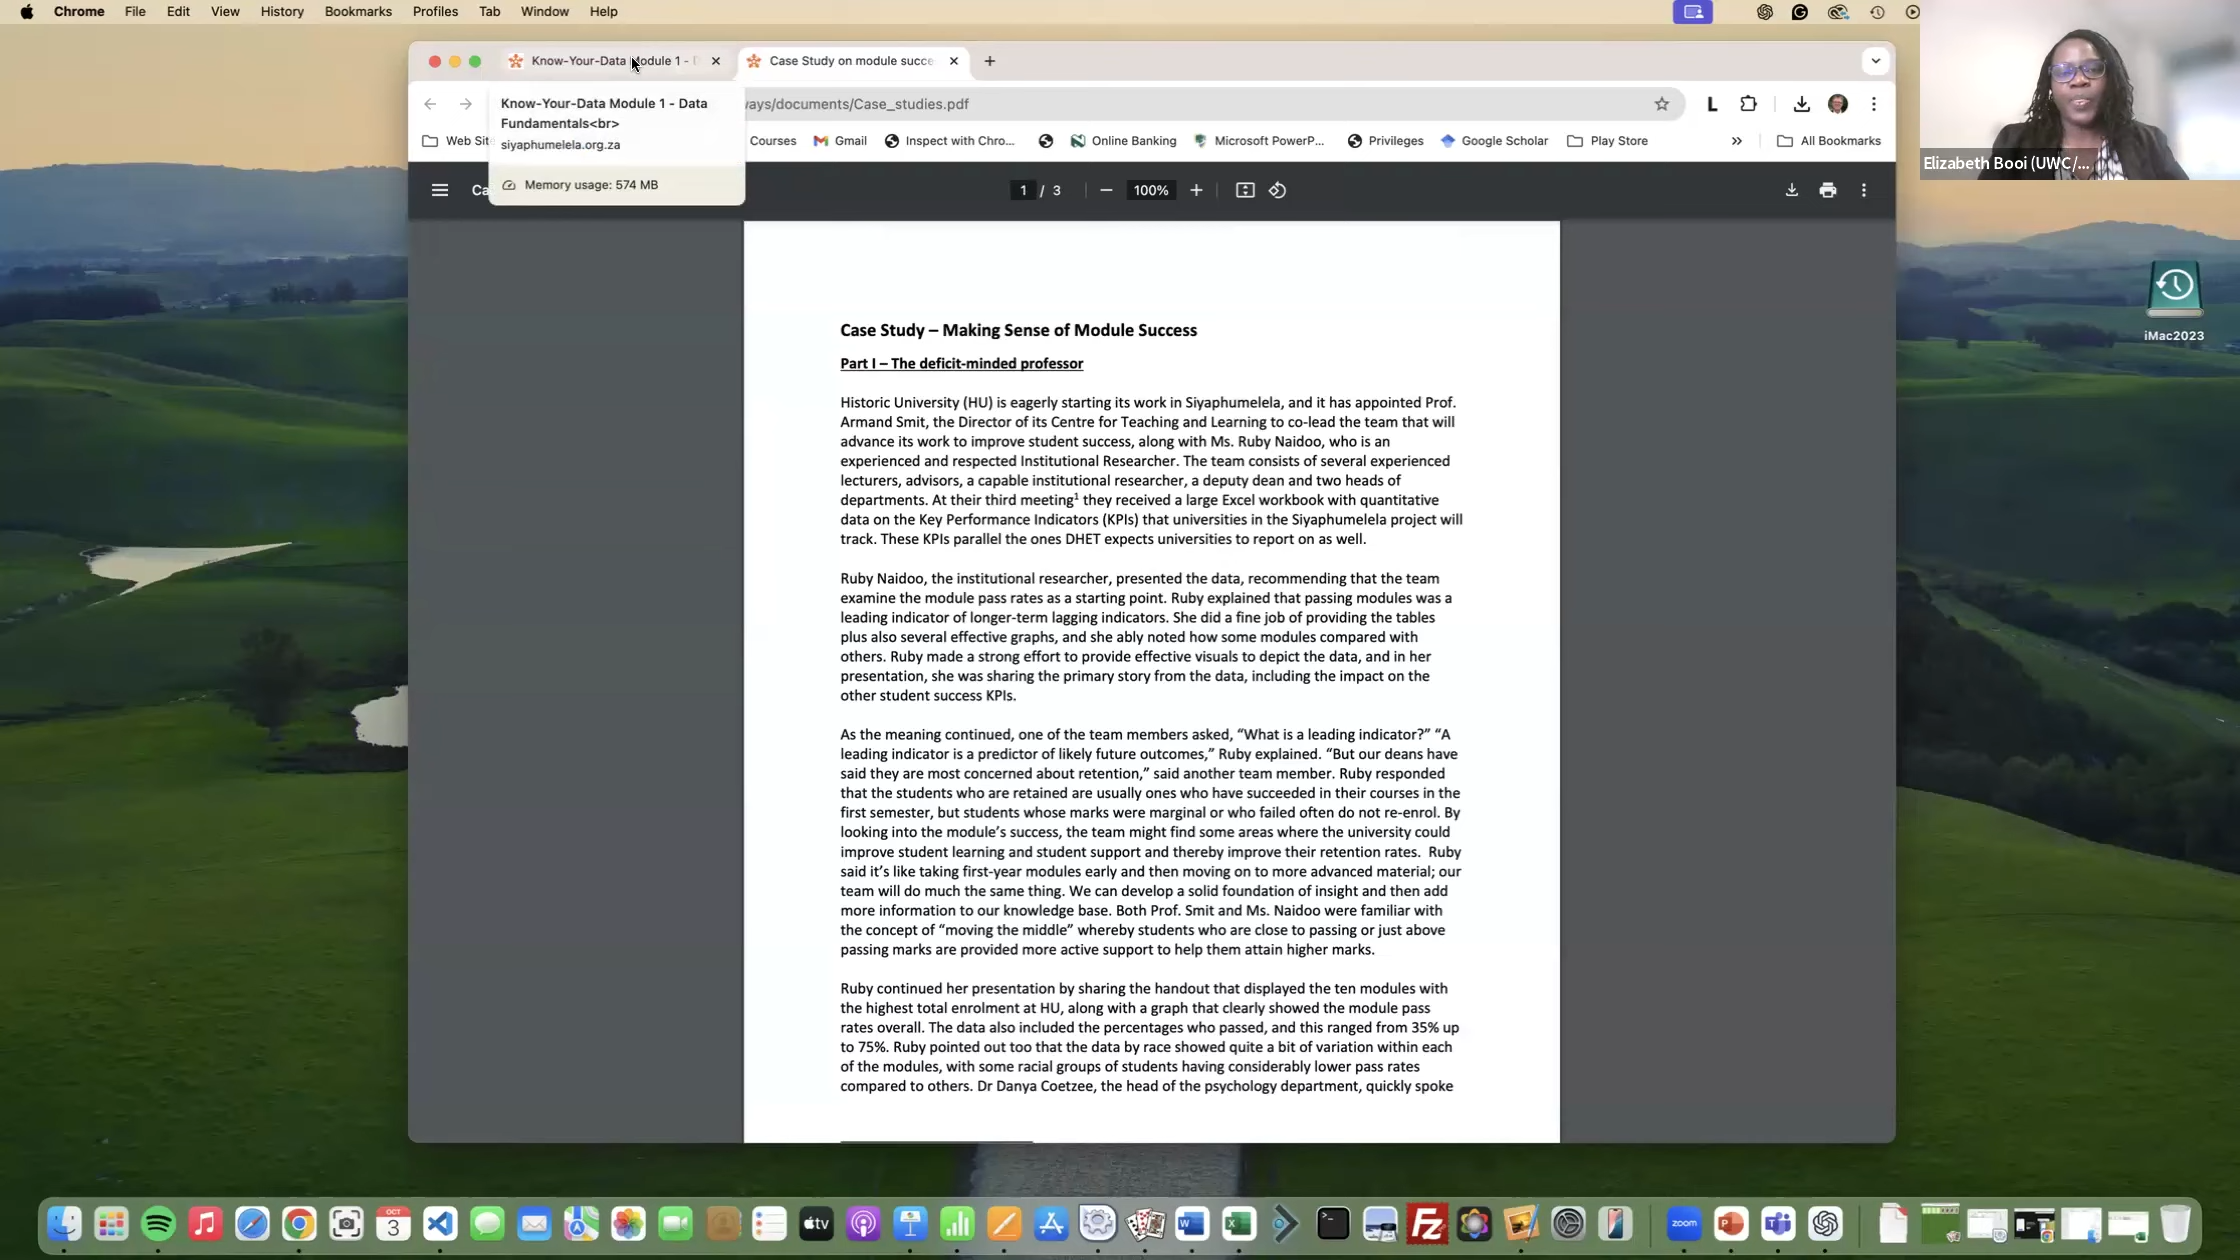 Chrome File Edit View History Bookmarks Profiles Tab Window Help
Know-Your-Data Module 1 -
Case Study on module succe
Know-Your-Data Module 1 - Data
Fundamentals<br>
siyaphumelela.org.za
Memory usage: 574 MB
ways/documents/Case_studies.pdf
L
Web Sit
Courses
Gmail
Inspect with Chro...
Online Banking
Microsoft PowerP...
Privileges
Google Scholar
Play Store
»
All Bookmarks
Ca
1 / 3
100%
Elizabeth Booi (UWC/...
iMac2023
Case Study – Making Sense of Module Success
Part I – The deficit-minded professor
Historic University (HU) is eagerly starting its work in Siyaphumelela, and it has appointed Prof.
Armand Smit, the Director of its Centre for Teaching and Learning to co-lead the team that will
advance its work to improve student success, along with Ms. Ruby Naidoo, who is an
experienced and respected Institutional Researcher. The team consists of several experienced
lecturers, advisors, a capable institutional researcher, a deputy dean and two heads of
departments. At their third meeting¹ they received a large Excel workbook with quantitative
data on the Key Performance Indicators (KPIs) that universities in the Siyaphumelela project will
track. These KPIs parallel the ones DHET expects universities to report on as well.
Ruby Naidoo, the institutional researcher, presented the data, recommending that the team
examine the module pass rates as a starting point. Ruby explained that passing modules was a
leading indicator of longer-term lagging indicators. She did a fine job of providing the tables
plus also several effective graphs, and she ably noted how some modules compared with
others. Ruby made a strong effort to provide effective visuals to depict the data, and in her
presentation, she was sharing the primary story from the data, including the impact on the
other student success KPIs.
As the meaning continued, one of the team members asked, “What is a leading indicator?” “A
leading indicator is a predictor of likely future outcomes,” Ruby explained. “But our deans have
said they are most concerned about retention,” said another team member. Ruby responded
that the students who are retained are usually ones who have succeeded in their courses in the
first semester, but students whose marks were marginal or who failed often do not re-enrol. By
looking into the module’s success, the team might find some areas where the university could
improve student learning and student support and thereby improve their retention rates. Ruby
said it’s like taking first-year modules early and then moving on to more advanced material; our
team will do much the same thing. We can develop a solid foundation of insight and then add
more information to our knowledge base. Both Prof. Smit and Ms. Naidoo were familiar with
the concept of “moving the middle” whereby students who are close to passing or just above
passing marks are provided more active support to help them attain higher marks.
Ruby continued her presentation by sharing the handout that displayed the ten modules with
the highest total enrolment at HU, along with a graph that clearly showed the module pass
rates overall. The data also included the percentages who passed, and this ranged from 35% up
to 75%. Ruby pointed out too that the data by race showed quite a bit of variation within each
of the modules, with some racial groups of students having considerably lower pass rates
compared to others. Dr Danya Coetzee, the head of the psychology department, quickly spoke
OCT
3
tv
W
X
FZ
zoom
P
T